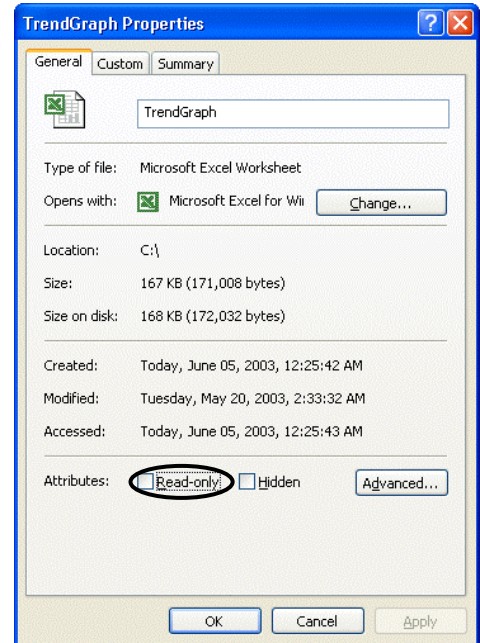 TrendGraph Properties
General Custom Summary
TrendGraph
Type of file: Microsoft Excel Worksheet
Opens with: Microsoft Excel for Wi Change...
Location: C:\
Size: 167 KB (171,008 bytes)
Size on disk: 168 KB (172,032 bytes)
Created: Today, June 05, 2003, 12:25:42 AM
Modified: Tuesday, May 20, 2003, 2:33:32 AM
Accessed: Today, June 05, 2003, 12:25:43 AM
Attributes: Read-only Hidden Advanced...
OK Cancel Apply